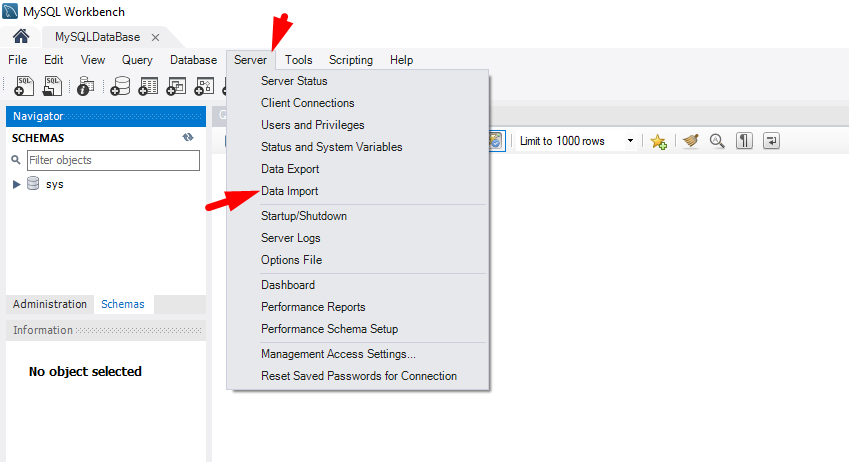 MySQL Workbench
MySQLDataBase
File Edit View Query Database Server Tools Scripting Help
SQL SQL
Navigator
SCHEMAS
Filter objects
sys
Administration Schemas
Information
No object selected
Server Status
Client Connections
Users and Privileges
Status and System Variables
Data Export
Data Import
Startup/Shutdown
Server Logs
Options File
Dashboard
Performance Reports
Performance Schema Setup
Management Access Settings...
Reset Saved Passwords for Connection
Limit to 1000 rows